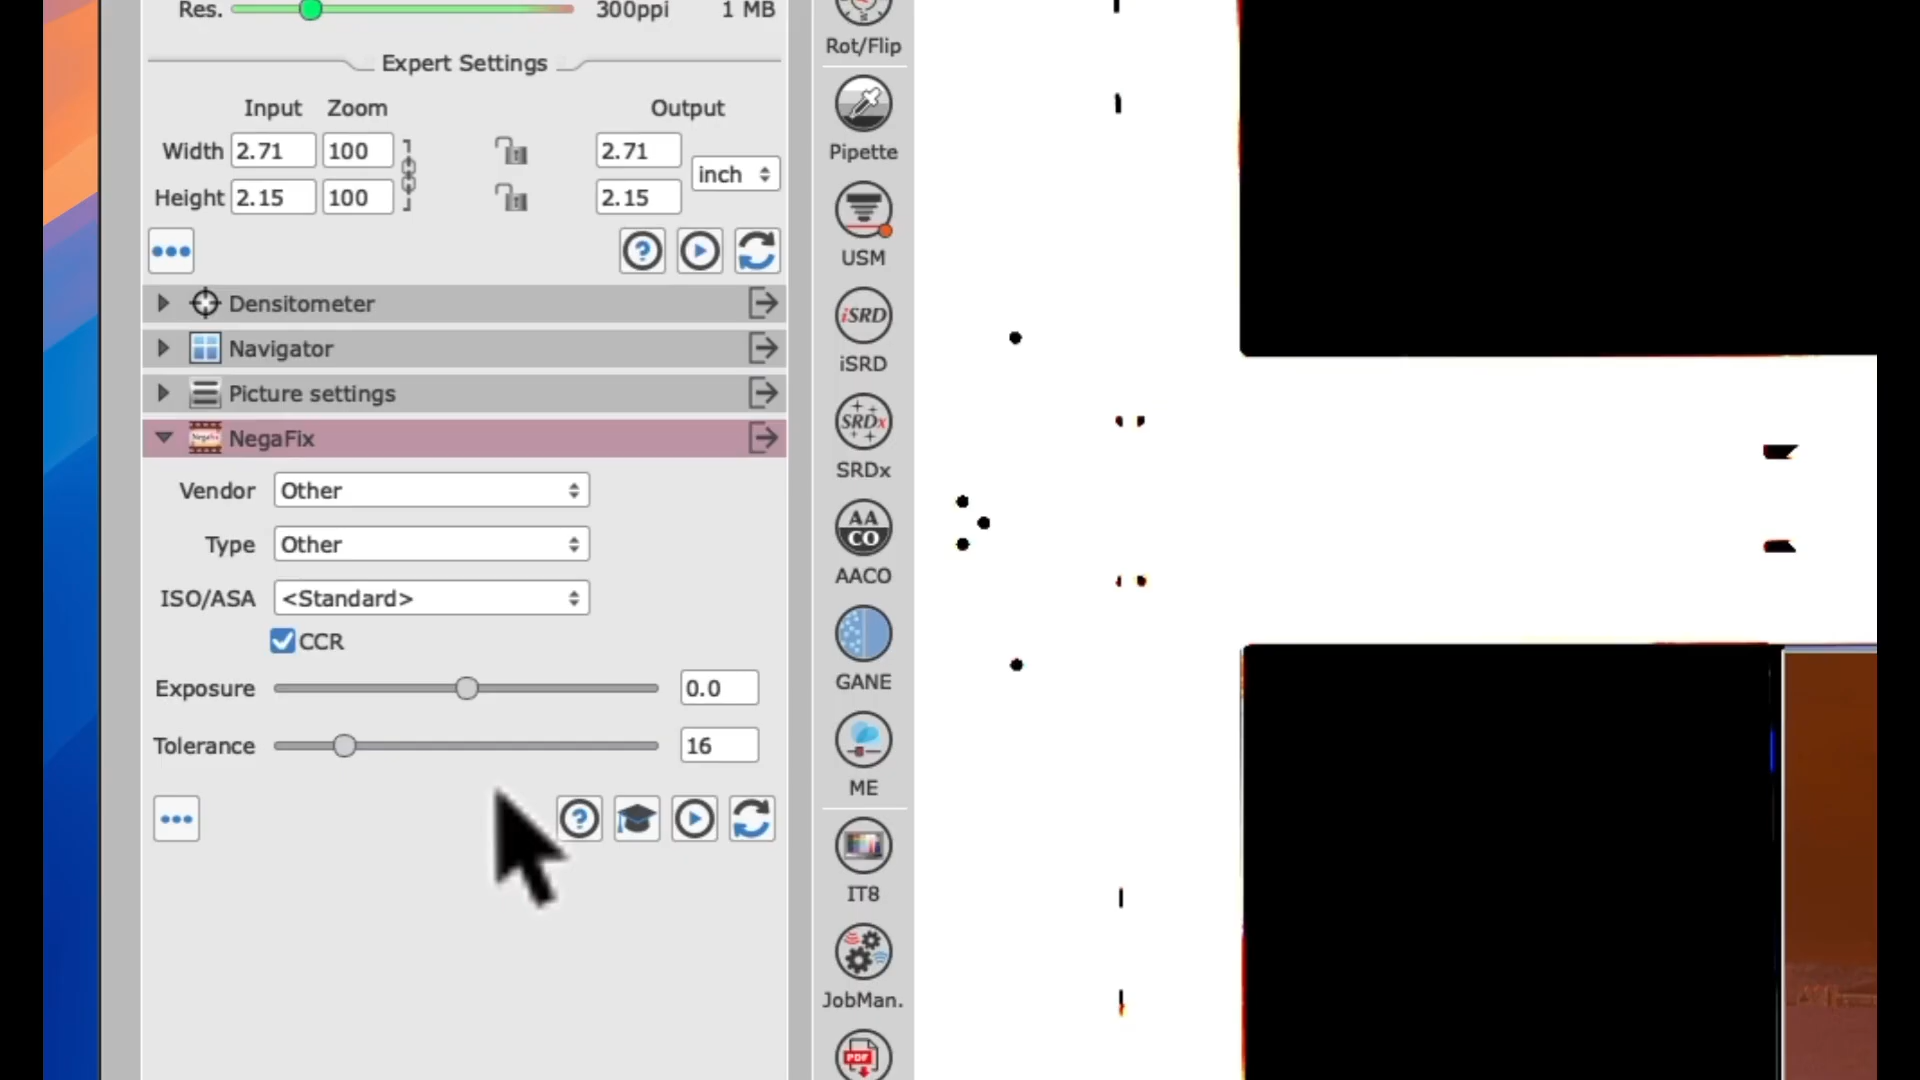 Res. 300ppi 1 MB
Expert Settings
Input Zoom Output
Width 2.71 100 2.71
inch
Height 2.15 100 2.15
Densitometer
Navigator
Picture settings
NegaFix
Vendor Other
Type Other
ISO/ASA <Standard>
CCR
Exposure 0.0
Tolerance 16
Rot/Flip
Pipette
USM
iSRD
iSRD
SRDx
SRDx
AA
CO
AACO
GANE
ME
IT8
JobMan.
PDF